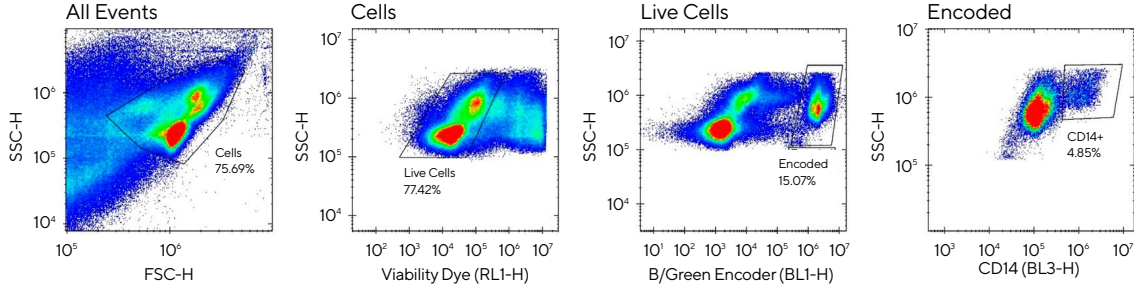 All Events
SSC-H
10⁶
10⁵
10⁴
10⁵
10⁶
Cells
75.69%
FSC-H
Cells
SSC-H
10⁷
10⁶
10⁵
10⁴
10²
10³
10⁴
10⁵
10⁶
10⁷
Live Cells
77.42%
Viability Dye (RL1-H)
Live Cells
SSC-H
10⁷
10⁶
10⁵
10⁴
10¹
10²
10³
10⁴
10⁵
10⁶
10⁷
Encoded
15.07%
B/Green Encoder (BL1-H)
Encoded
SSC-H
10⁷
10⁶
10⁵
10³
10⁴
10⁵
10⁶
10⁷
CD14+
4.85%
CD14 (BL3-H)